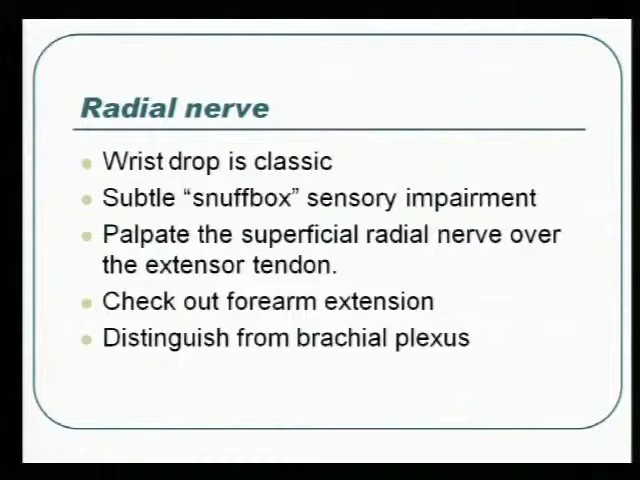 Radial nerve
Wrist drop is classic
Subtle “snuffbox” sensory impairment
Palpate the superficial radial nerve over
the extensor tendon.
Check out forearm extension
Distinguish from brachial plexus